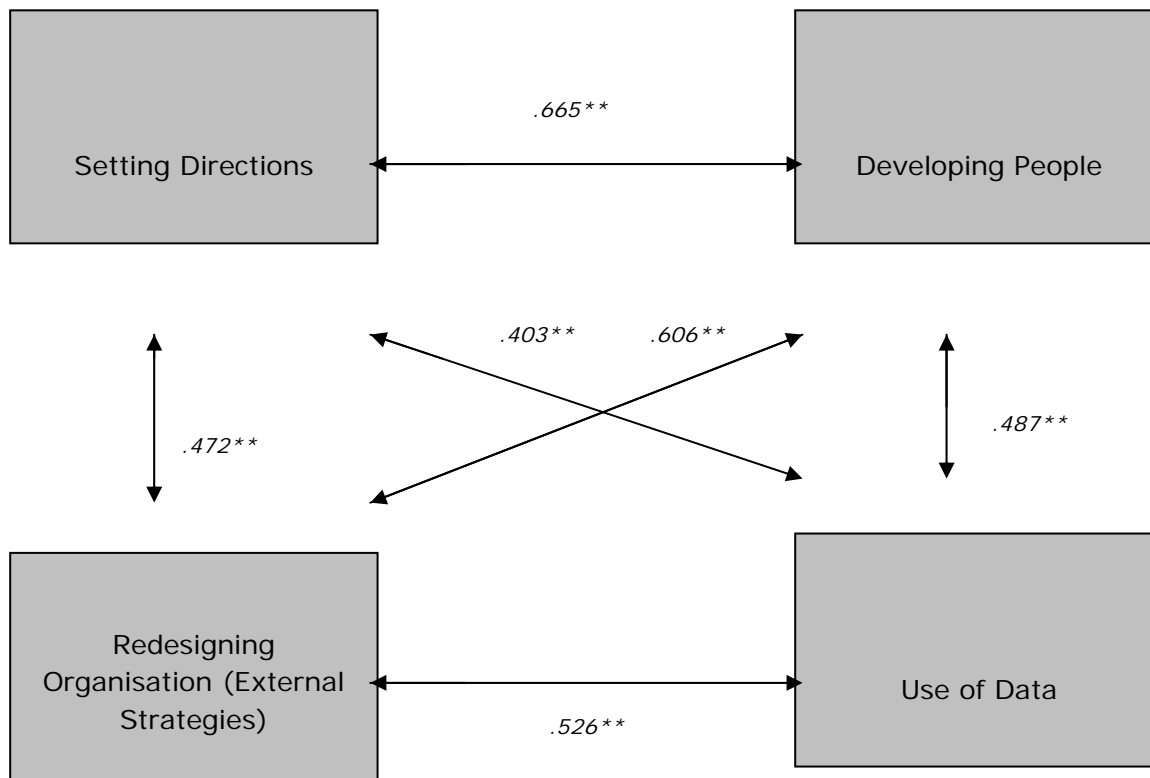 .665**
Setting Directions
Developing People
.403**
.606**
.472**
.487**
Redesigning
Organisation (External
Strategies)
Use of Data
.526**